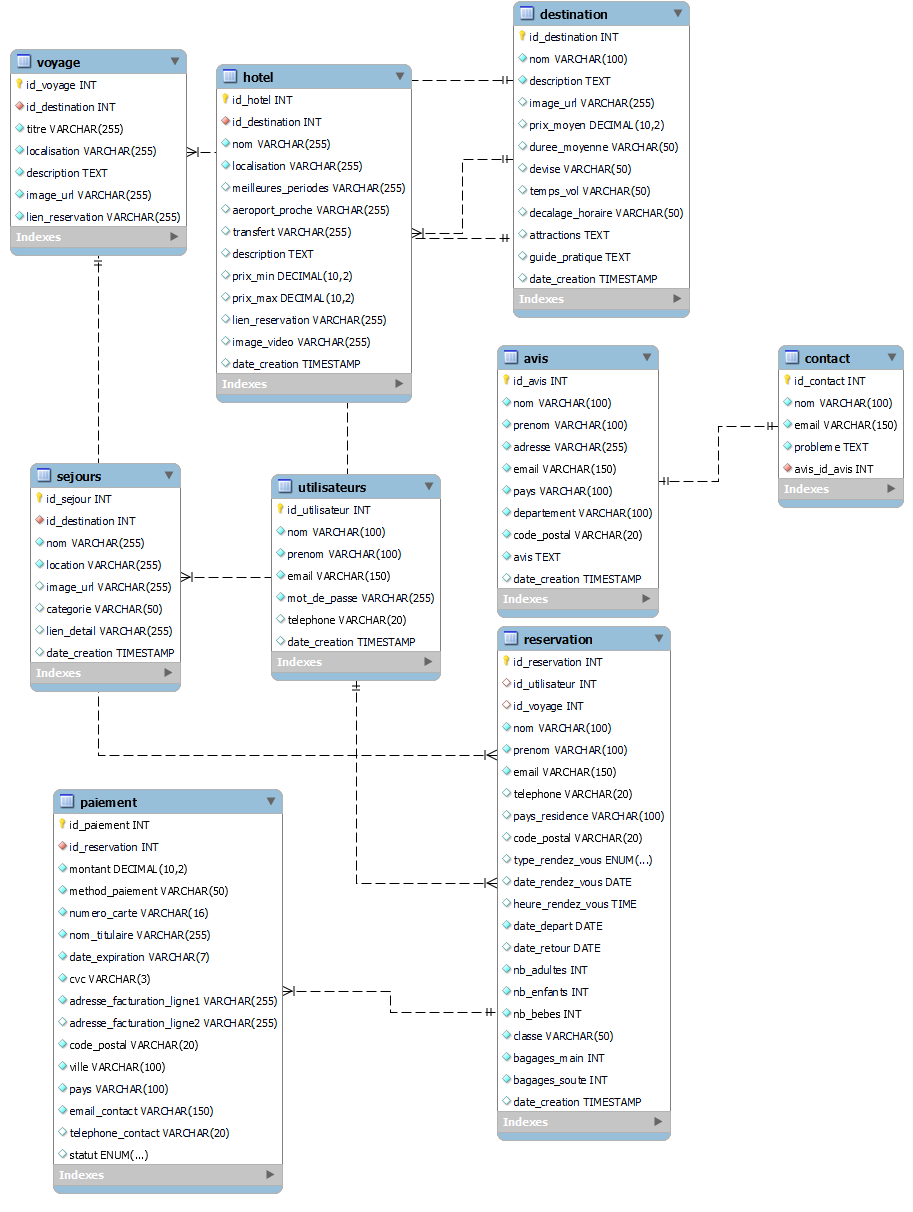 destination
id_destination INT
nom VARCHAR(100)
description TEXT
image_url VARCHAR(255)
prix_moyen DECIMAL(10,2)
duree_moyenne VARCHAR(50)
devise VARCHAR(50)
temps_vol VARCHAR(50)
decalage_horaire VARCHAR(50)
attractions TEXT
guide_pratique TEXT
date_creation TIMESTAMP
Indexes
voyage
id_voyage INT
id_destination INT
titre VARCHAR(255)
localisation VARCHAR(255)
description TEXT
image_url VARCHAR(255)
lien_reservation VARCHAR(255)
Indexes
hotel
id_hotel INT
id_destination INT
nom VARCHAR(255)
localisation VARCHAR(255)
meilleures_periodes VARCHAR(255)
aeroport_proche VARCHAR(255)
transfert VARCHAR(255)
description TEXT
prix_min DECIMAL(10,2)
prix_max DECIMAL(10,2)
lien_reservation VARCHAR(255)
image_video VARCHAR(255)
date_creation TIMESTAMP
Indexes
avis
id_avis INT
nom VARCHAR(100)
prenom VARCHAR(100)
adresse VARCHAR(255)
email VARCHAR(150)
pays VARCHAR(100)
departement VARCHAR(100)
code_postal VARCHAR(20)
avis TEXT
date_creation TIMESTAMP
Indexes
contact
id_contact INT
nom VARCHAR(100)
email VARCHAR(150)
probleme TEXT
avis_id_avis INT
Indexes
sejours
id_sejour INT
id_destination INT
nom VARCHAR(255)
location VARCHAR(255)
image_url VARCHAR(255)
categorie VARCHAR(50)
lien_detail VARCHAR(255)
date_creation TIMESTAMP
Indexes
utilisateurs
id_utilisateur INT
nom VARCHAR(100)
prenom VARCHAR(100)
email VARCHAR(150)
mot_de_passe VARCHAR(255)
telephone VARCHAR(20)
date_creation TIMESTAMP
Indexes
reservation
id_reservation INT
id_utilisateur INT
id_voyage INT
nom VARCHAR(100)
prenom VARCHAR(100)
email VARCHAR(150)
telephone VARCHAR(20)
pays_residence VARCHAR(100)
code_postal VARCHAR(20)
type_rendez_vous ENUM(...)
date_rendez_vous DATE
heure_rendez_vous TIME
date_depart DATE
date_retour DATE
nb_adultes INT
nb_enfants INT
nb_bebes INT
classe VARCHAR(50)
bagages_main INT
bagages_soute INT
date_creation TIMESTAMP
Indexes
paiement
id_paiement INT
id_reservation INT
montant DECIMAL(10,2)
method_paiement VARCHAR(50)
numero_carte VARCHAR(16)
nom_titulaire VARCHAR(255)
date_expiration VARCHAR(7)
cvc VARCHAR(3)
adresse_facturation_ligne1 VARCHAR(255)
adresse_facturation_ligne2 VARCHAR(255)
code_postal VARCHAR(20)
ville VARCHAR(100)
pays VARCHAR(100)
email_contact VARCHAR(150)
telephone_contact VARCHAR(20)
statut ENUM(...)
Indexes